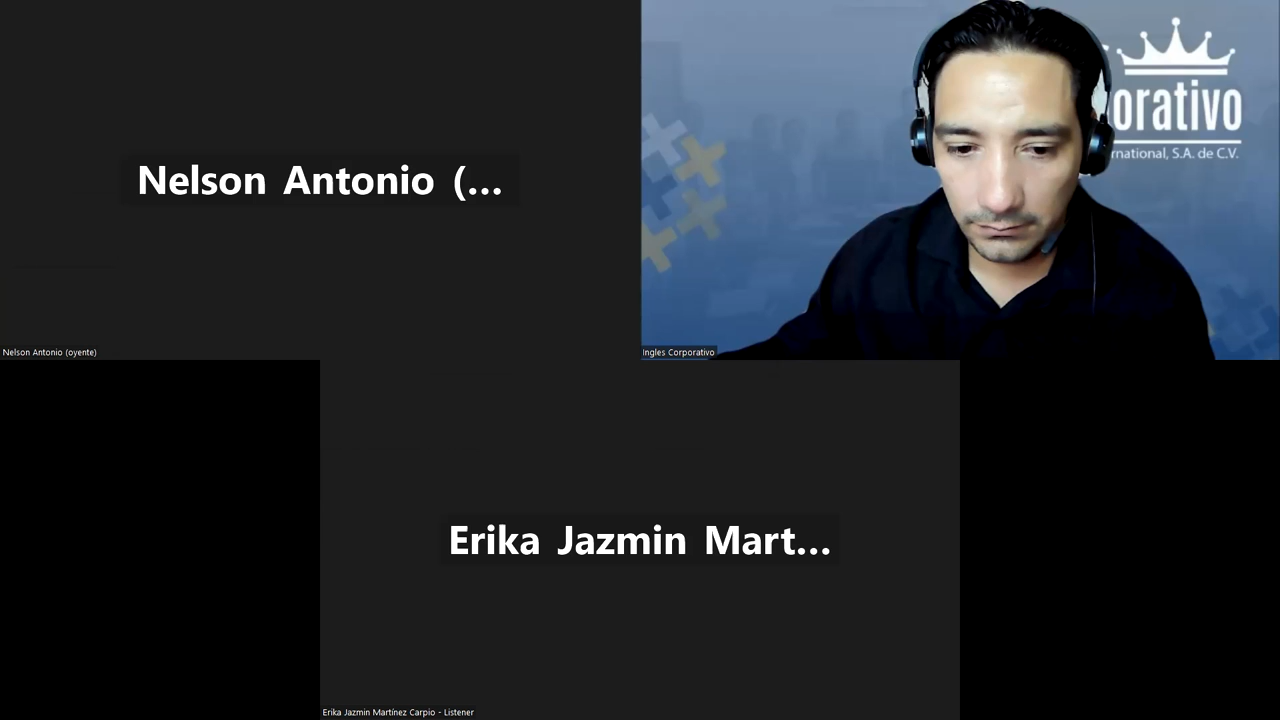 Nelson Antonio (...
Nelson Antonio (oyente)
orativo
rnational, S.A. de C.V.
Ingles Corporativo
Erika Jazmin Mart...
Erika Jazmin Martínez Carpio - Listener